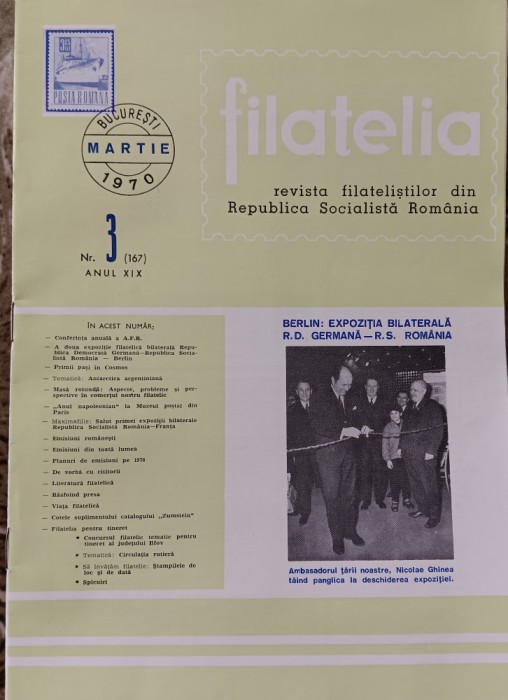 POSTA ROMANA
BUCUREȘTI
MARTIE
1970
filatelia
revista filateliștilor din
Republica Socialistă România
Nr. 3 (167)
ANUL XIX
ÎN ACEST NUMĂR:
— Conferința anuală a A.F.R.
— A doua expoziție filatelică bilaterală Repu-
blica Democrată Germană—Republica Socia-
listă România — Berlin
— Primii pași în Cosmos
— Tematică: Antarctica argentiniană
— Masă rotundă: Aspecte, probleme și per-
spective în comerțul nostru filatelic
— „Anul napoleonian" la Muzeul poștal din
Paris
— Maximafilie: Salut primei expoziții bilaterale
Republica Socialistă România—Franța
— Emisiuni românești
— Emisiuni din toată lumea
— Planuri de emisiuni pe 1970
— De vorbă cu cititorii
— Literatură filatelică
— Răsfoind presa
— Viața filatelică
— Cotele suplimentului catalogului „Zumstein"
— Filatelia pentru tineret
• Concursul filatelic tematic pentru
tineret al județului Ilfov
• Tematică: Circulația rutieră
• Să învățăm filatelie: Ștampilele de
loc și de dată
• Spicuiri
BERLIN: EXPOZIȚIA BILATERALĂ
R.D. GERMANĂ — R.S. ROMÂNIA
Ambasadorul țării noastre, Nicolae Ghinea
tăind panglica la deschiderea expoziției.